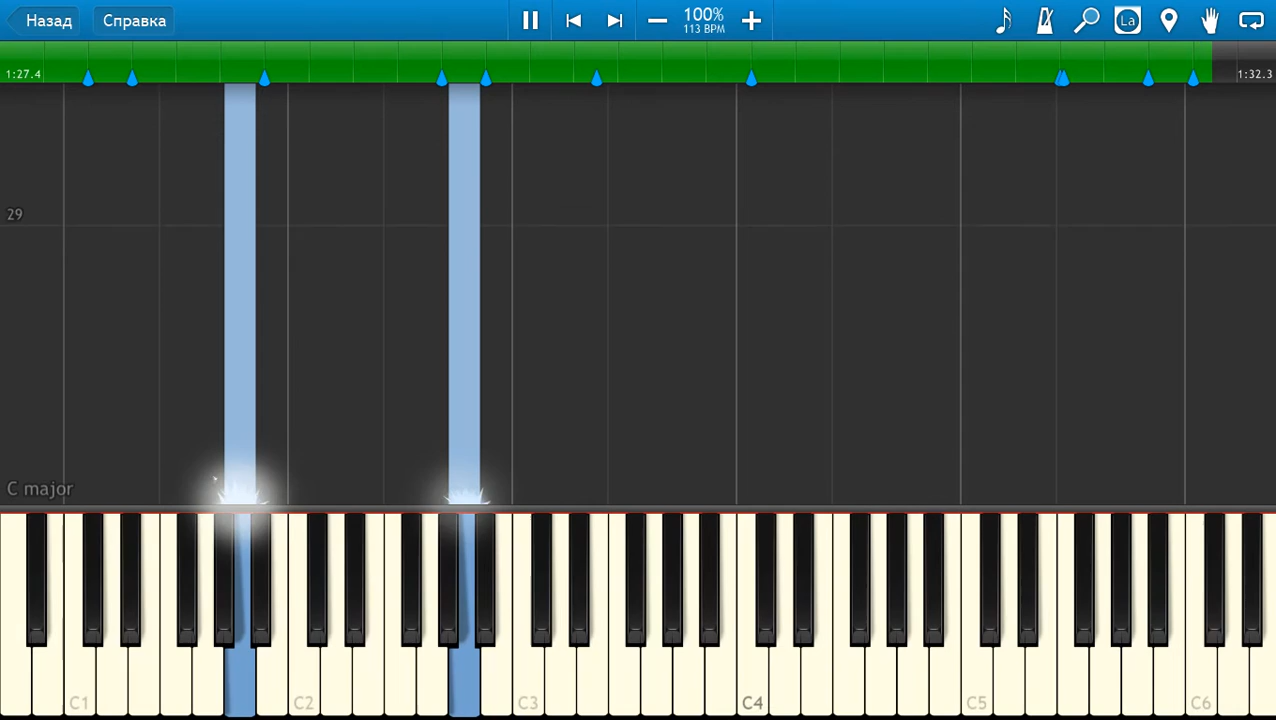 Назад
Справка
100%
113 BPM
La
1:27.4
1:32.3
29
C major
C1
C2
C3
C4
C5
C6